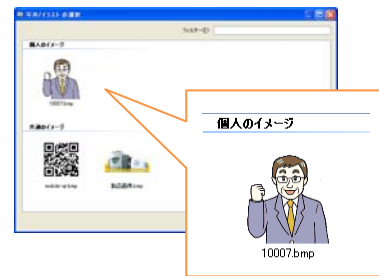 写真/イラスト の選択
フィルター(D):
個人のイメージ
10007.bmp
共通のイメージ
mobile-qr.bmp
製品画像.bmp
個人のイメージ
10007.bmp